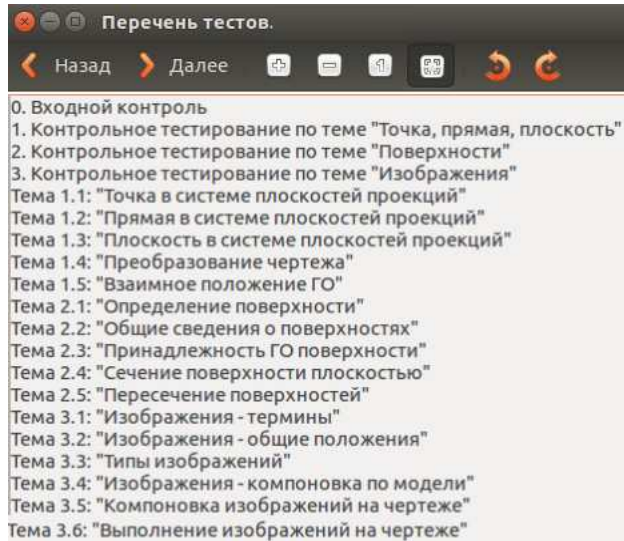 Перечень тестов.
Назад Далее
0. Входной контроль
1. Контрольное тестирование по теме "Точка, прямая, плоскость"
2. Контрольное тестирование по теме "Поверхности"
3. Контрольное тестирование по теме "Изображения"
Тема 1.1: "Точка в системе плоскостей проекций"
Тема 1.2: "Прямая в системе плоскостей проекций"
Тема 1.3: "Плоскость в системе плоскостей проекций"
Тема 1.4: "Преобразование чертежа"
Тема 1.5: "Взаимное положение ГО"
Тема 2.1: "Определение поверхности"
Тема 2.2: "Общие сведения о поверхностях"
Тема 2.3: "Принадлежность ГО поверхности"
Тема 2.4: "Сечение поверхности плоскостью"
Тема 2.5: "Пересечение поверхностей"
Тема 3.1: "Изображения - термины"
Тема 3.2: "Изображения - общие положения"
Тема 3.3: "Типы изображений"
Тема 3.4: "Изображения - компоновка по модели"
Тема 3.5: "Компоновка изображений на чертеже"
Тема 3.6: "Выполнение изображений на чертеже"